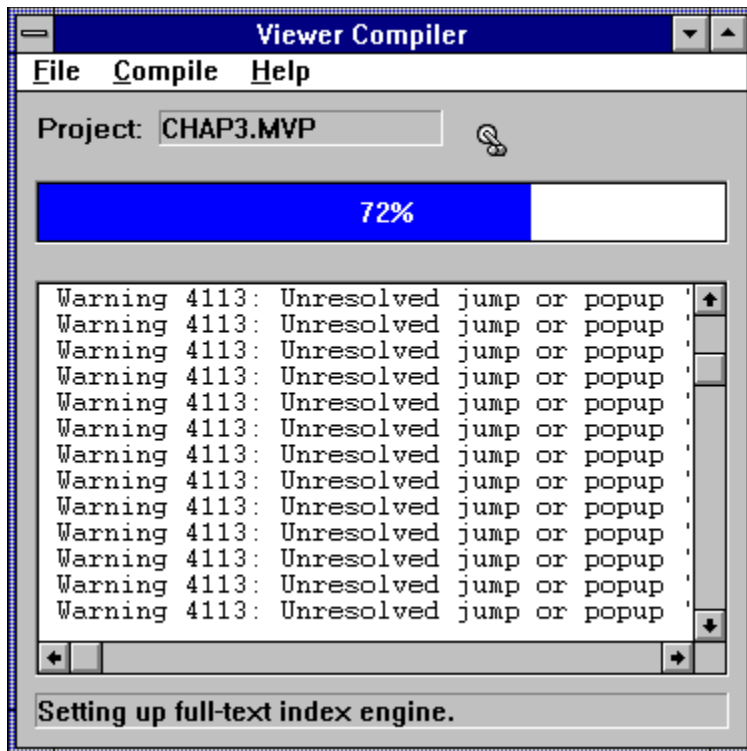 Viewer Compiler
File Compile Help
Project: CHAP3.MVP
72%
Warning 4113: Unresolved jump or popup '
Warning 4113: Unresolved jump or popup '
Warning 4113: Unresolved jump or popup '
Warning 4113: Unresolved jump or popup '
Warning 4113: Unresolved jump or popup '
Warning 4113: Unresolved jump or popup '
Warning 4113: Unresolved jump or popup '
Warning 4113: Unresolved jump or popup '
Warning 4113: Unresolved jump or popup '
Warning 4113: Unresolved jump or popup '
Warning 4113: Unresolved jump or popup '
Warning 4113: Unresolved jump or popup '
Warning 4113: Unresolved jump or popup '
Setting up full-text index engine.